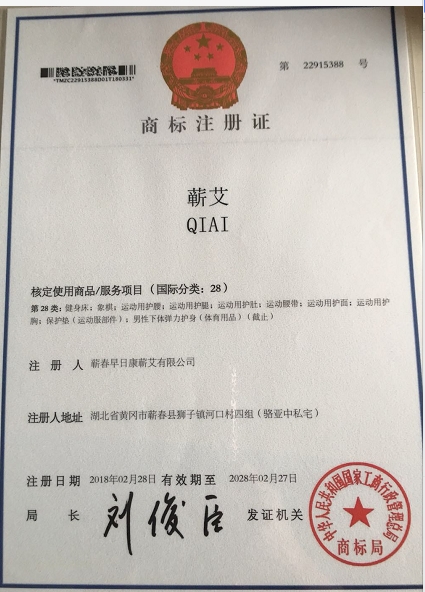 第 22915388 号
*TMZC22915388D01T180331*
商标注册证
蕲艾
QIAI
核定使用商品/服务项目（国际分类：28）
第28类：健身床；象棋；运动用护腰；运动用护腿；运动用护肚；运动腰带；运动用护面；运动用护
胸；保护垫（运动服部件）；男性下体弹力护身（体育用品）（截止）
注 册 人 蕲春早日康蕲艾有限公司
注册人地址 湖北省黄冈市蕲春县狮子镇河口村四组（骆亚中私宅）
注册日期 2018年02月28日 有效期至 2028年02月27日
局 长 刘俊臣 发证机关
中华人民共和国国家工商行政管理总局
商标局